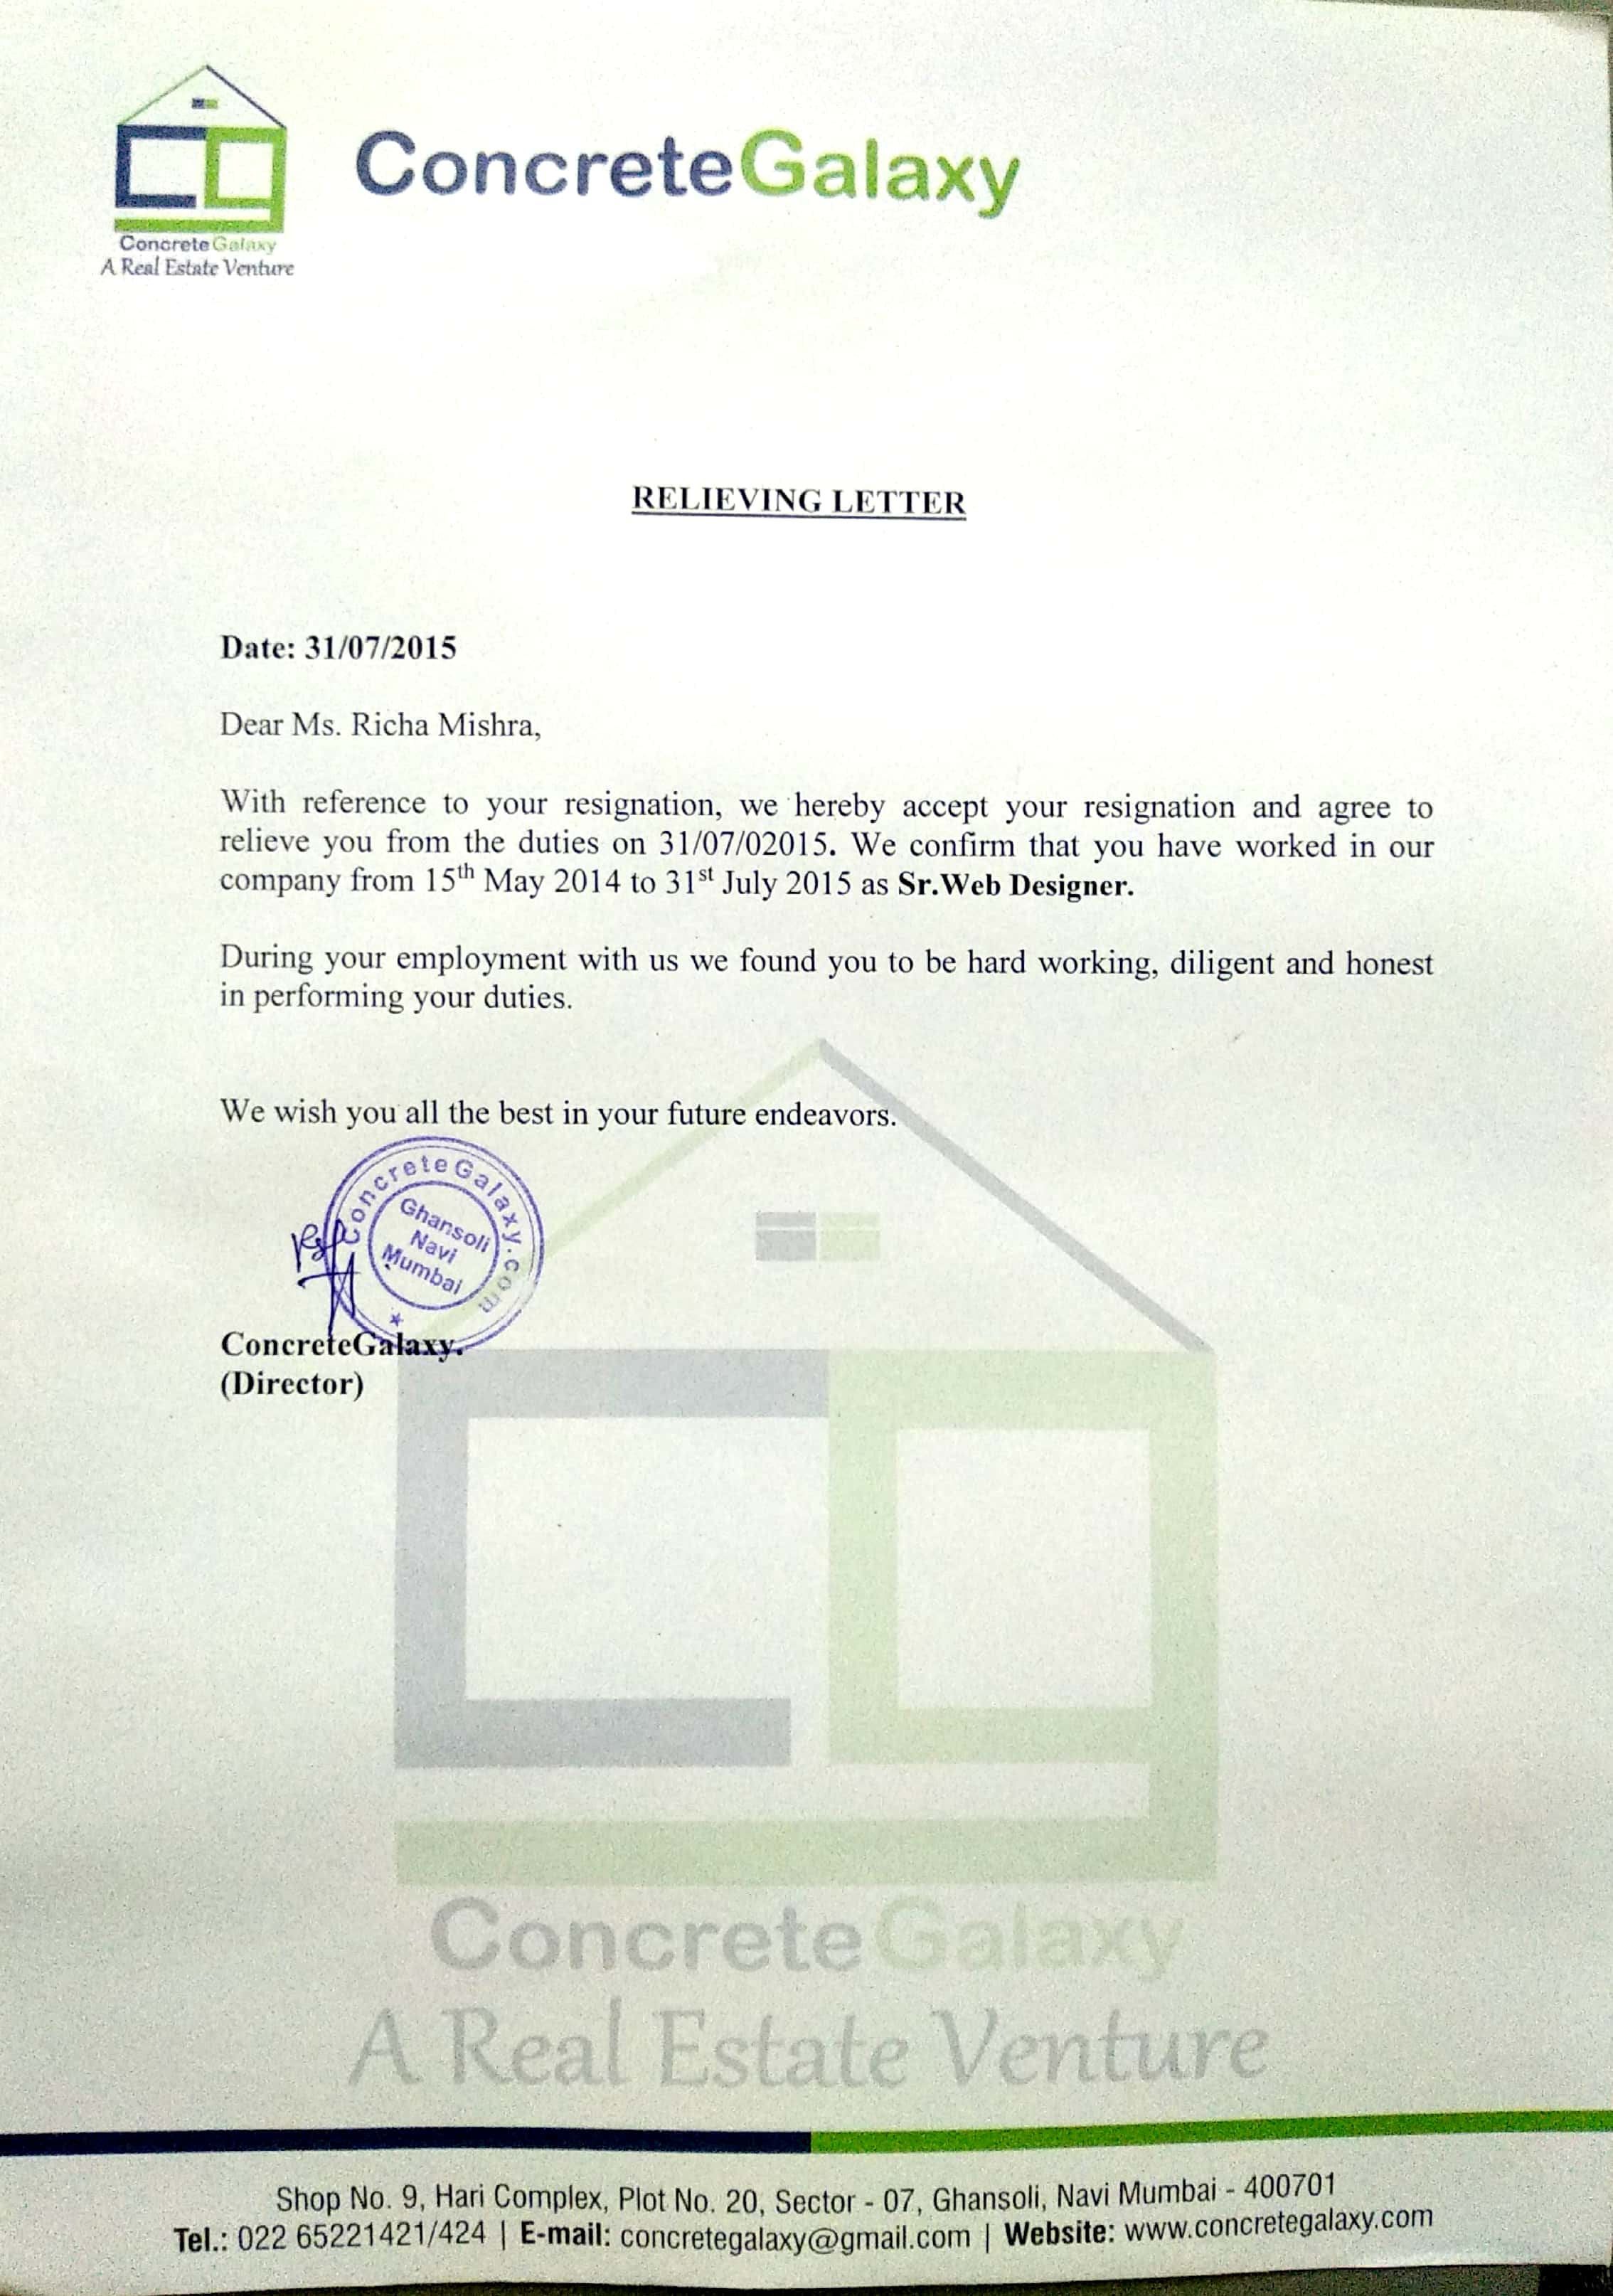 ConcreteGalaxy
ConcreteGalaxy
A Real Estate Venture
RELIEVING LETTER
Date: 31/07/2015
Dear Ms. Richa Mishra,
With reference to your resignation, we hereby accept your resignation and agree to
relieve you from the duties on 31/07/02015. We confirm that you have worked in our
company from 15th May 2014 to 31st July 2015 as Sr.Web Designer.
During your employment with us we found you to be hard working, diligent and honest
in performing your duties.
We wish you all the best in your future endeavors.
ConcreteGalaxy.com
Ghansoli
Navi
Mumbai
ConcreteGalaxy.
(Director)
ConcreteGalaxy
A Real Estate Venture
Shop No. 9, Hari Complex, Plot No. 20, Sector - 07, Ghansoli, Navi Mumbai - 400701
Tel.: 022 65221421/424 | E-mail: concretegalaxy@gmail.com | Website: www.concretegalaxy.com